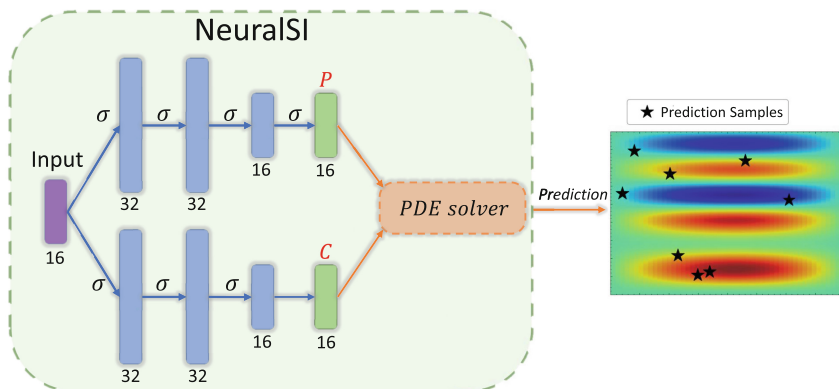 NeuralSI
P
σ σ σ σ
32 32 16 16
Input
16
PDE solver
Prediction
★ Prediction Samples
C
σ σ σ
32 32 16 16